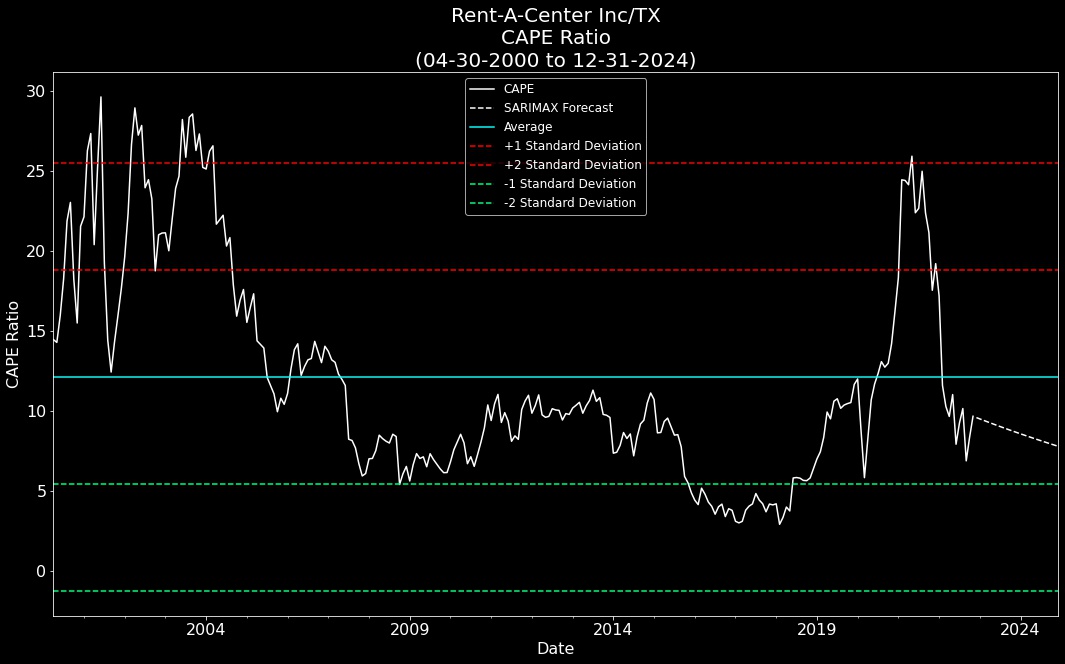 Rent-A-Center Inc/TX
CAPE Ratio
(04-30-2000 to 12-31-2024)
CAPE
SARIMAX Forecast
Average
+1 Standard Deviation
+2 Standard Deviation
-1 Standard Deviation
-2 Standard Deviation
CAPE Ratio
30
25
20
15
10
5
0
2004
2009
2014
2019
2024
Date